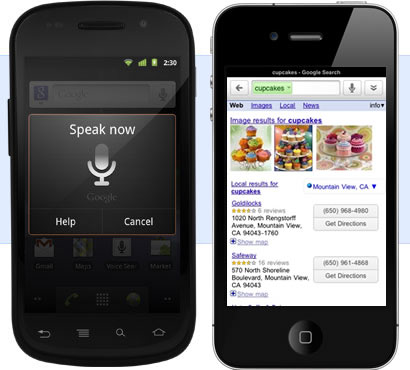 2:30
Google
Speak now
Google
Help
Cancel
Gmail
Maps
Voice Sear
Market
cupcakes - Google Search
cupcakes
Web Images Local News info▾
Image results for cupcakes
Local results for
cupcakes
Mountain View, CA ▼
Goldilocks
6 reviews
1020 North Rengstorff
Avenue, Mountain View,
CA 94043-1760
Show map
(650) 968-4980
Get Directions
Safeway
16 reviews
570 North Shoreline
Boulevard, Mountain View,
CA 94043
Show map
(650) 961-4868
Get Directions